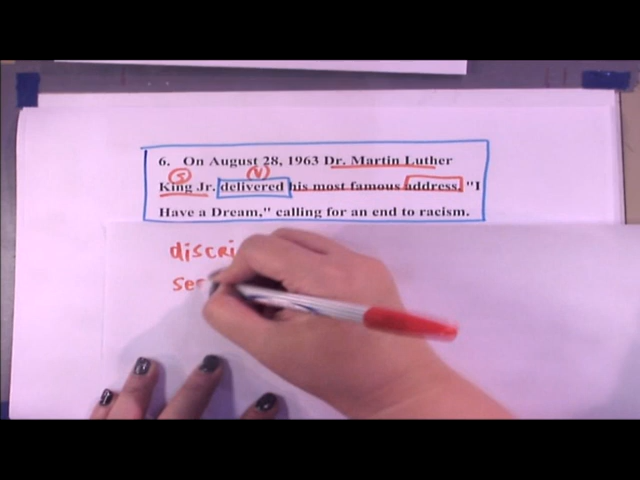 6. On August 28, 1963 Dr. Martin Luther
S V
King Jr. delivered his most famous address, "I
Have a Dream," calling for an end to racism.